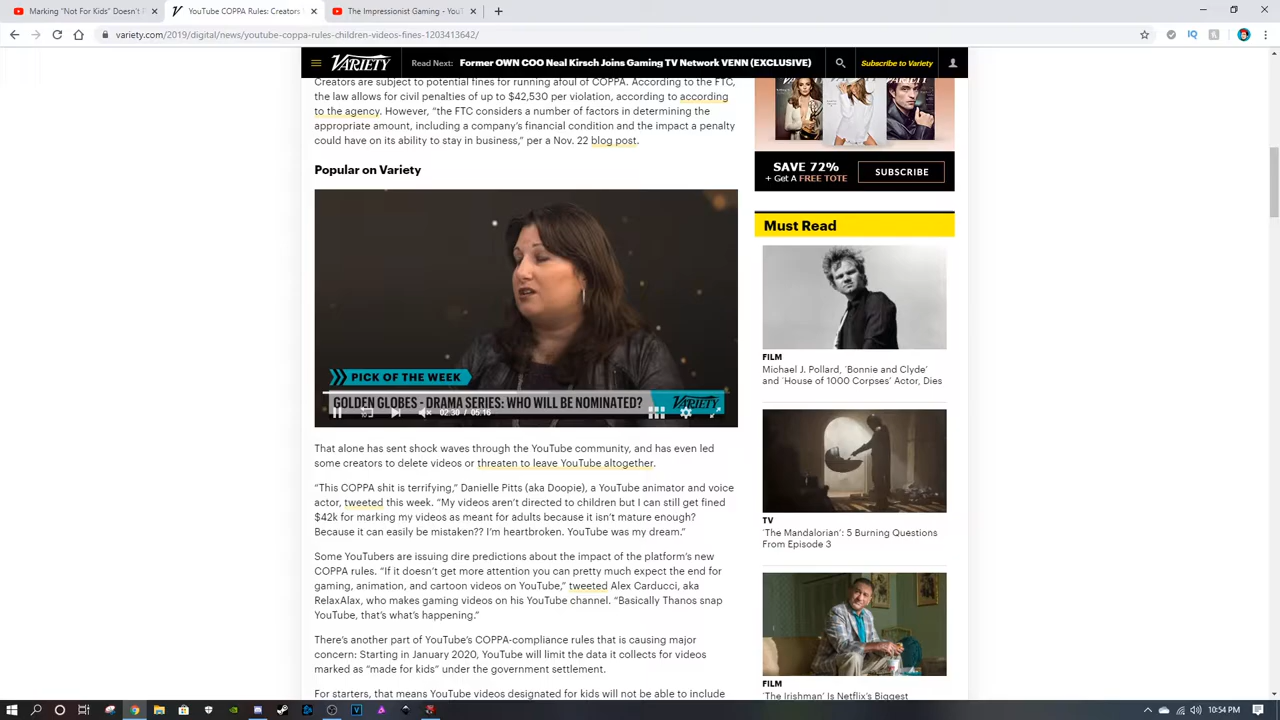 Marking "Not For Kids" Doesn't P
YouTube COPPA Rules: Creators
The Impressionist Gaming - YouT
variety.com/2019/digital/news/youtube-coppa-rules-children-videos-fines-1203413642/
VARIETY
Read Next: Former OWN COO Neal Kirsch Joins Gaming TV Network VENN (EXCLUSIVE)
Subscribe to Variety
Creators are subject to potential fines for running afoul of COPPA. According to the FTC,
the law allows for civil penalties of up to $42,530 per violation, according to according
to the agency. However, “the FTC considers a number of factors in determining the
appropriate amount, including a company’s financial condition and the impact a penalty
could have on its ability to stay in business,” per a Nov. 22 blog post.
Popular on Variety
PICK OF THE WEEK
GOLDEN GLOBES - DRAMA SERIES: WHO WILL BE NOMINATED?
VARIETY
02:30 / 05:16
That alone has sent shock waves through the YouTube community, and has even led
some creators to delete videos or threaten to leave YouTube altogether.
“This COPPA shit is terrifying,” Danielle Pitts (aka Doopie), a YouTube animator and voice
actor, tweeted this week. “My videos aren’t directed to children but I can still get fined
$42k for marking my videos as meant for adults because it isn’t mature enough?
Because it can easily be mistaken?? I’m heartbroken. YouTube was my dream.”
Some YouTubers are issuing dire predictions about the impact of the platform’s new
COPPA rules. “If it doesn’t get more attention you can pretty much expect the end for
gaming, animation, and cartoon videos on YouTube,” tweeted Alex Carducci, aka
RelaxAlax, who makes gaming videos on his YouTube channel. “Basically Thanos snap
YouTube, that’s what’s happening.”
There’s another part of YouTube’s COPPA-compliance rules that is causing major
concern: Starting in January 2020, YouTube will limit the data it collects for videos
marked as “made for kids” under the government settlement.
For starters, that means YouTube videos designated for kids will not be able to include
SAVE 72%
+ Get A FREE TOTE
SUBSCRIBE
Must Read
FILM
Michael J. Pollard, ‘Bonnie and Clyde’
and ‘House of 1000 Corpses’ Actor, Dies
TV
‘The Mandalorian’: 5 Burning Questions
From Episode 3
FILM
‘The Irishman’ Is Netflix’s Biggest
10:54 PM